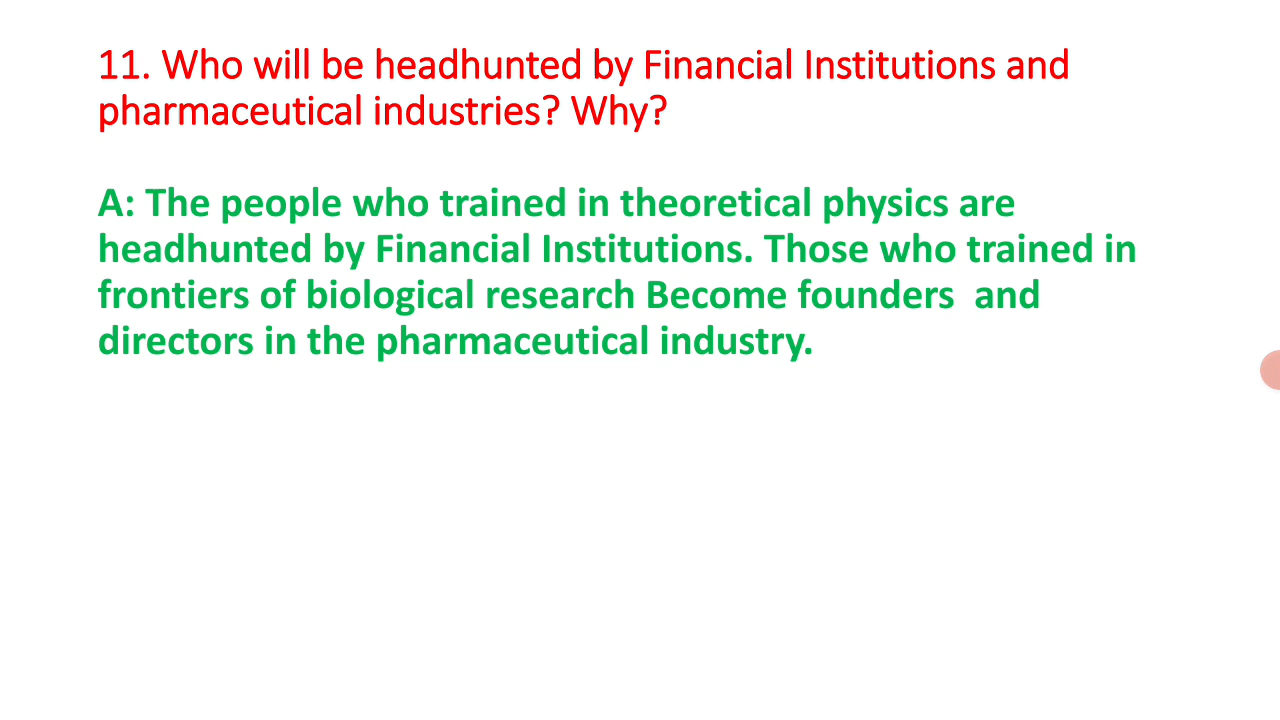 11. Who will be headhunted by Financial Institutions and
pharmaceutical industries? Why?
A: The people who trained in theoretical physics are
headhunted by Financial Institutions. Those who trained in
frontiers of biological research Become founders  and
directors in the pharmaceutical industry.